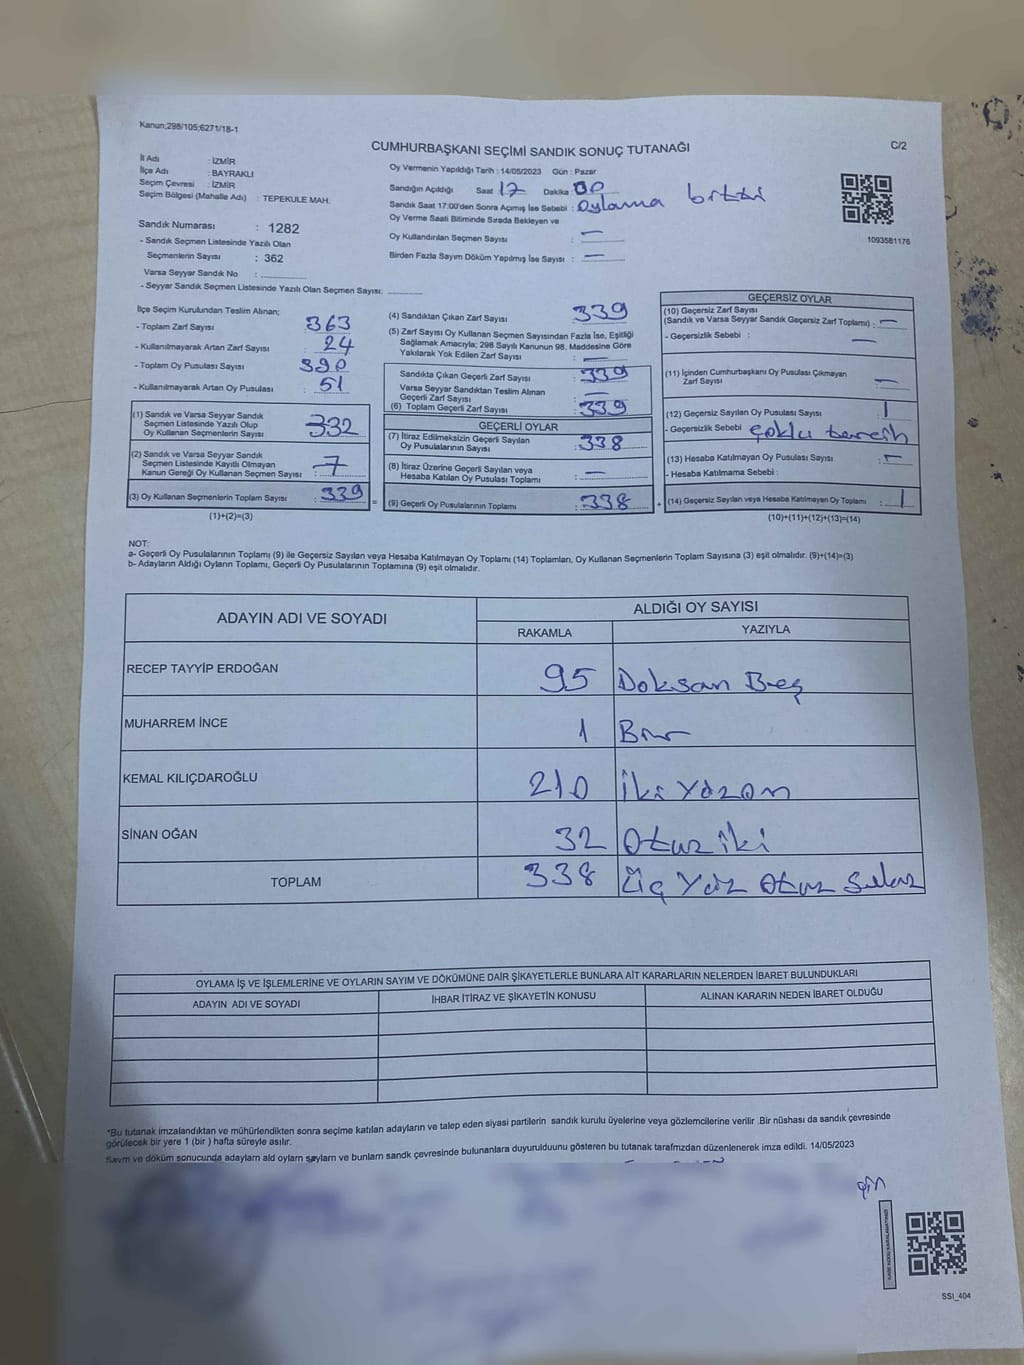 Kanun;298/105;6271/18-1
CUMHURBAŞKANI SEÇİMİ SANDIK SONUÇ TUTANAĞI
C/2
İl Adı : İZMİR
İlçe Adı : BAYRAKLI
Seçim Çevresi : İZMİR
Seçim Bölgesi (Mahalle Adı) : TEPEKULE MAH.
Sandık Numarası : 1282
- Sandık Seçmen Listesinde Yazılı Olan
Seçmenlerin Sayısı : 362
Varsa Seyyar Sandık No :
- Seyyar Sandık Seçmen Listesinde Yazılı Olan Seçmen Sayısı:
Oy Vermenin Yapıldığı Tarih : 14/05/2023 Gün : Pazar
Sandığın Açıldığı Saat 17 Dakika: 00
Sandık Saat 17:00'den Sonra Açımış İse Sebebi : Oylama bitti
Oy Verme Saati Bitiminde Sırada Bekleyen ve
Oy Kullandırılan Seçmen Sayısı : —
Birden Fazla Sayım Döküm Yapılmış İse Sayısı : —
1093581176
İlçe Seçim Kurulundan Teslim Alınan;
- Toplam Zarf Sayısı : 363
- Kullanılmayarak Artan Zarf Sayısı : 24
- Toplam Oy Pusulası Sayısı : 390
- Kullanılmayarak Artan Oy Pusulası : 51
(1) Sandık ve Varsa Seyyar Sandık
Seçmen Listesinde Yazılı Olup
Oy Kullanan Seçmenlerin Sayısı : 332
(2) Sandık ve Varsa Seyyar Sandık
Seçmen Listesinde Kayıtlı Olmayan
Kanun Gereği Oy Kullanan Seçmen Sayısı : 7
(3) Oy Kullanan Seçmenlerin Toplam Sayısı : 339 =
(1)+(2)=(3)
(4) Sandıktan Çıkan Zarf Sayısı : 339
(5) Zarf Sayısı Oy Kullanan Seçmen Sayısından Fazla İse, Eşitliği
Sağlamak Amacıyla; 298 Sayılı Kanunun 98. Maddesine Göre
Yakılarak Yok Edilen Zarf Sayısı : —
Sandıkta Çıkan Geçerli Zarf Sayısı : 339
Varsa Seyyar Sandıktan Teslim Alınan
Geçerli Zarf Sayısı : —
(6) Toplam Geçerli Zarf Sayısı : 339
GEÇERLİ OYLAR
(7) İtiraz Edilmeksizin Geçerli Sayılan
Oy Pusulalarının Sayısı : 338
(8) İtiraz Üzerine Geçerli Sayılan veya
Hesaba Katılan Oy Pusulası Toplamı : —
(9) Geçerli Oy Pusulalarının Toplamı : 338 +
GEÇERSİZ OYLAR
(10) Geçersiz Zarf Sayısı
(Sandık ve Varsa Seyyar Sandık Geçersiz Zarf Toplamı) : —
- Geçersizlik Sebebi : —
(11) İçinden Cumhurbaşkanı Oy Pusulası Çıkmayan
Zarf Sayısı : —
(12) Geçersiz Sayılan Oy Pusulası Sayısı : 1
- Geçersizlik Sebebi : çoklu tercih
(13) Hesaba Katılmayan Oy Pusulası Sayısı : —
- Hesaba Katılmama Sebebi :
(14) Geçersiz Sayılan veya Hesaba Katılmayan Oy Toplamı : 1
(10)+(11)+(12)+(13)=(14)
NOT:
a- Geçerli Oy Pusulalarının Toplamı (9) ile Geçersiz Sayılan veya Hesaba Katılmayan Oy Toplamı (14) Toplamları, Oy Kullanan Seçmenlerin Toplam Sayısına (3) eşit olmalıdır. (9)+(14)=(3)
b- Adayların Aldığı Oyların Toplamı, Geçerli Oy Pusulalarının Toplamına (9) eşit olmalıdır.
ADAYIN ADI VE SOYADI ALDIĞI OY SAYISI
RAKAMLA YAZIYLA
RECEP TAYYİP ERDOĞAN 95 Doksan Beş
MUHARREM İNCE 1 Bir
KEMAL KILIÇDAROĞLU 210 İki yüz on
SİNAN OĞAN 32 Otuz iki
TOPLAM 338 Üç Yüz Otuz Sekiz
OYLAMA İŞ VE İŞLEMLERİNE VE OYLARIN SAYIM VE DÖKÜMÜNE DAİR ŞİKAYETLERLE BUNLARA AİT KARARLARIN NELERDEN İBARET BULUNDUKLARI
ADAYIN ADI VE SOYADI İHBAR İTİRAZ VE ŞİKAYETİN KONUSU ALINAN KARARIN NEDEN İBARET OLDUĞU
*Bu tutanak imzalandıktan ve mühürlendikten sonra seçime katılan adayların ve talep eden siyasi partilerin sandık kurulu üyelerine veya gözlemcilerine verilir .Bir nüshası da sandık çevresinde
görülecek bir yere 1 (bir ) hafta süreyle asılır.
Sayım ve döküm sonucunda adayların ald oyların sayıları ve bunların sandık çevresinde bulunanlara duyurulduunu gösteren bu tutanak tarafmzdan düzenlenerek imza edildi. 14/05/2023
SSI_404